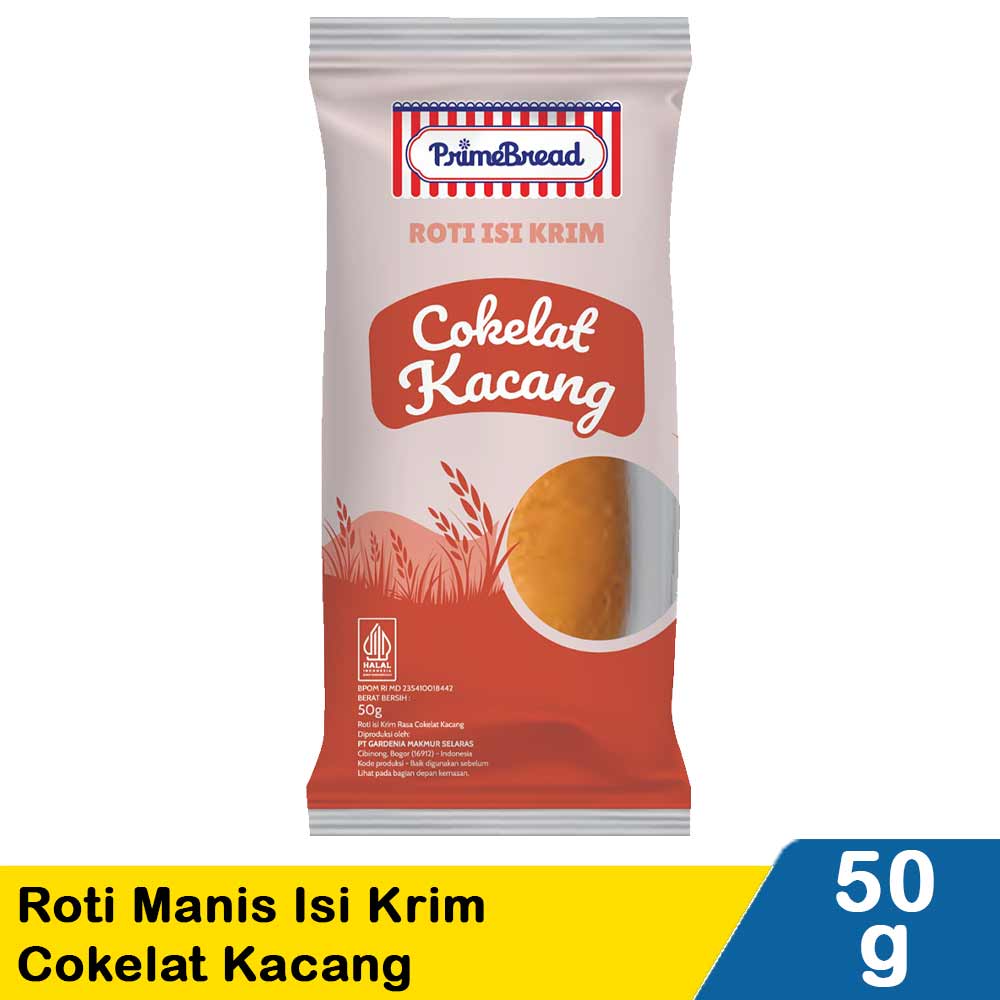 PrimeBread
ROTI ISI KRIM
Cokelat
Kacang
HALAL
INDONESIA
BPOM RI MD 235410018442
BERAT BERSIH :
50g
Roti isi Krim Rasa Cokelat Kacang
Diproduksi oleh:
PT GARDENIA MAKMUR SELARAS
Cibinong, Bogor (16912) - Indonesia
Kode produksi - Baik digunakan sebelum
Lihat pada bagian depan kemasan.
Roti Manis Isi Krim
Cokelat Kacang
50
g